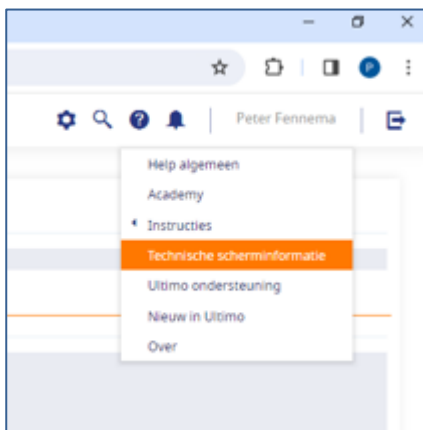 P
Peter Fennema
Help algemeen
Academy
Instructies
Technische scherminformatie
Ultimo ondersteuning
Nieuw in Ultimo
Over